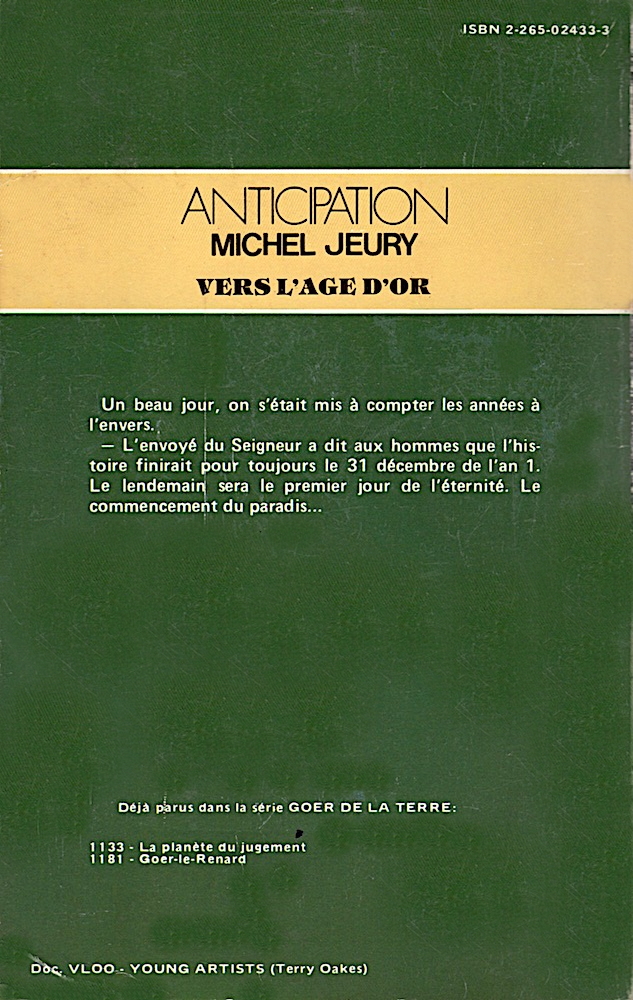 ISBN 2-265-02433-3
ANTICIPATION
MICHEL JEURY
VERS L'AGE D'OR
Un beau jour, on s'était mis à compter les années à
l'envers.
— L'envoyé du Seigneur a dit aux hommes que l'his-
toire finirait pour toujours le 31 décembre de l'an 1.
Le lendemain sera le premier jour de l'éternité. Le
commencement du paradis...
Déjà parus dans la série GOER DE LA TERRE:
1133 - La planète du jugement
1181 - Goer-le-Renard
Doc. VLOO - YOUNG ARTISTS (Terry Oakes)